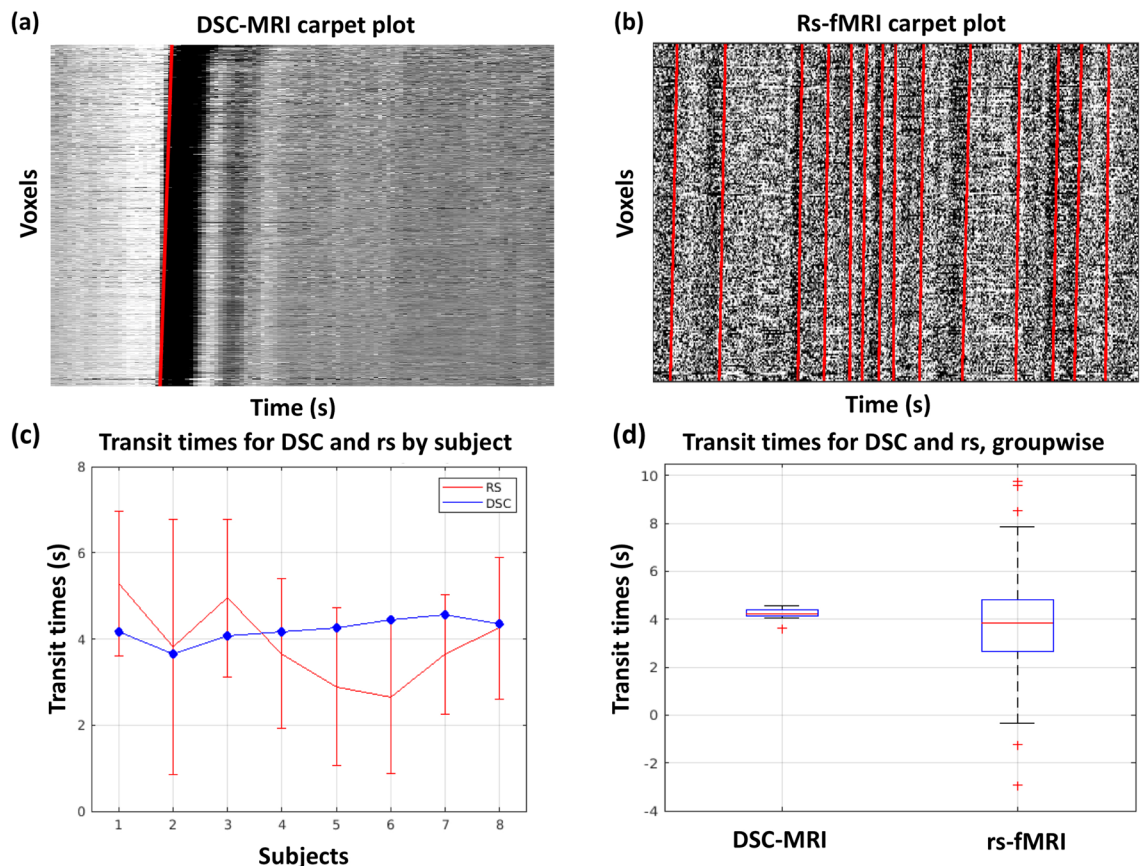 (a)
DSC-MRI carpet plot
Voxels
Time (s)
(b)
Rs-fMRI carpet plot
Voxels
Time (s)
(c)
Transit times for DSC and rs by subject
Transit times (s)
8
6
4
2
0
RS
DSC
1 2 3 4 5 6 7 8
Subjects
(d)
Transit times for DSC and rs, groupwise
Transit times (s)
10
8
6
4
2
0
-2
-4
DSC-MRI rs-fMRI